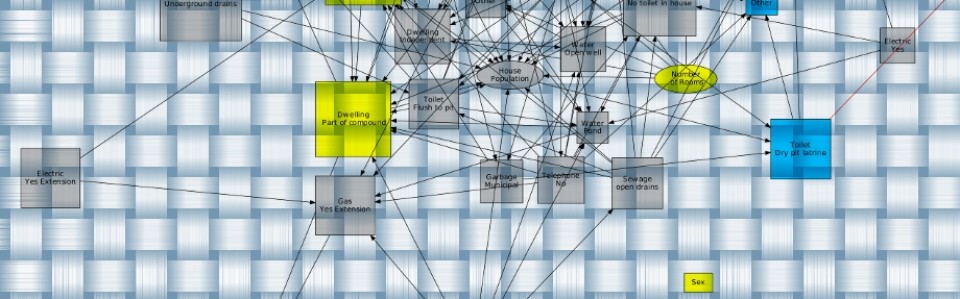 Underground drains
Other
No toilet in house
Other
Dwelling
Independent
Water
Open well
Electric
Yes
House
Population
Number
of Rooms
Toilet
Flush to pit
Dwelling
Part of compound
Water
Pond
Toilet
Dry pit latrine
Electric
Yes Extension
Garbage
Municipal
Telephone
No
Sewage
open drains
Gas
Yes Extension
Sex